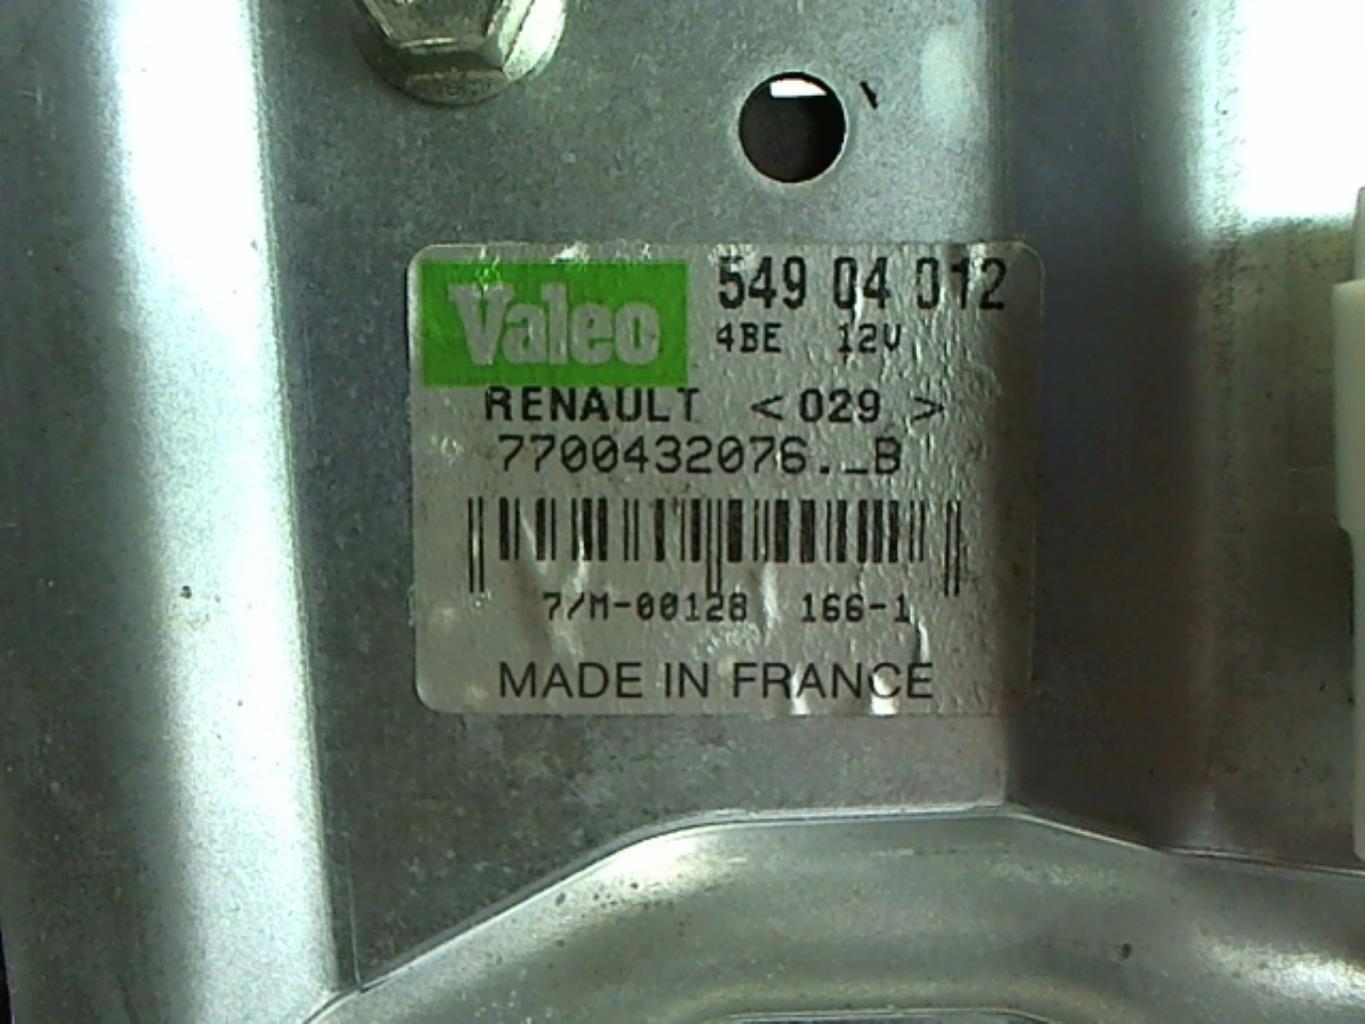 Valeo 549 04 012
4BE 12V
RENAULT <029 >
7700432076._B
7/M-00128 166-1
MADE IN FRANCE